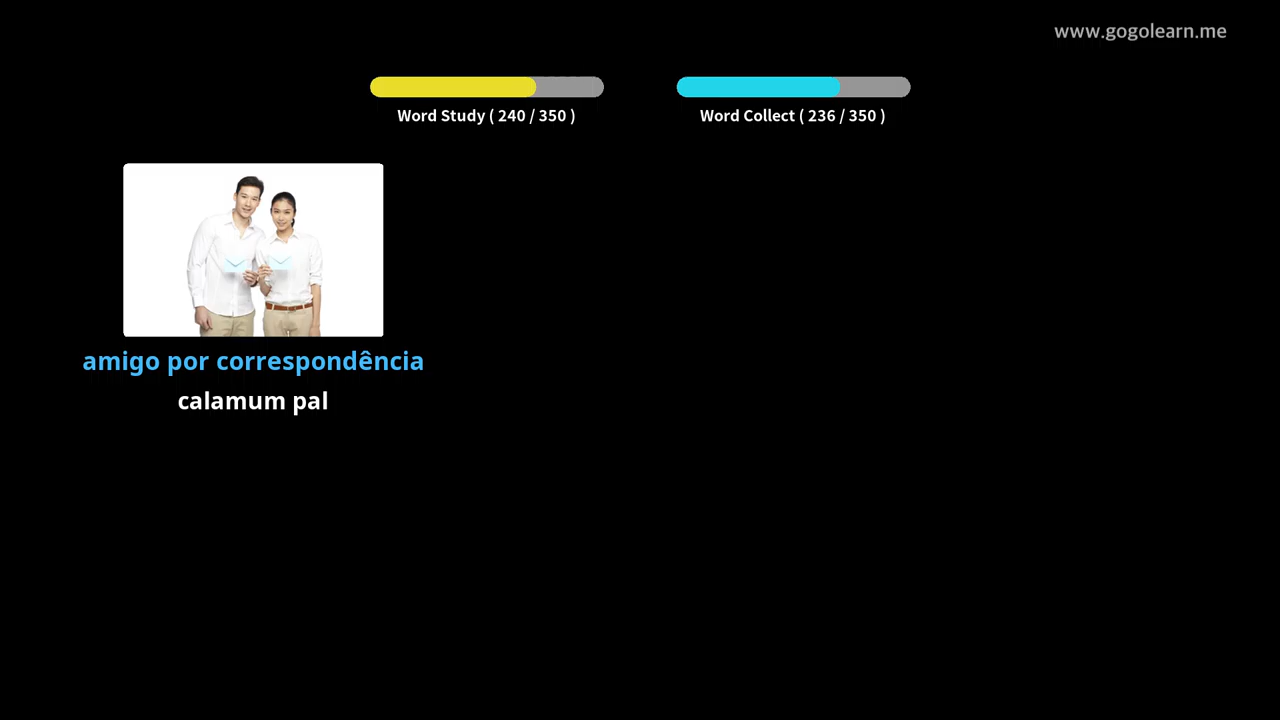 www.gogolearn.me
Word Study ( 240 / 350 )
Word Collect ( 236 / 350 )
amigo por correspondência
calamum pal